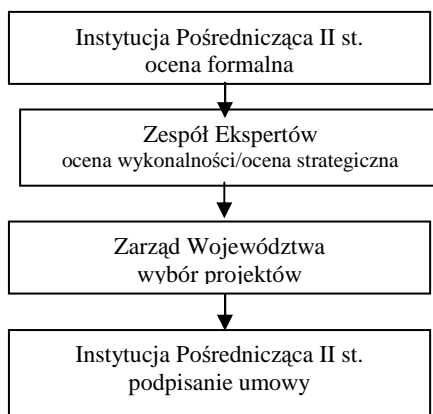 Instytucja Pośrednicząca II st.
ocena formalna
Zespół Ekspertów
ocena wykonalności/ocena strategiczna
Zarząd Województwa
wybór projektów
Instytucja Pośrednicząca II st.
podpisanie umowy